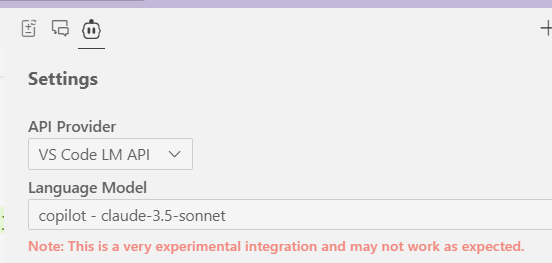 Settings
API Provider
VS Code LM API
Language Model
copilot - claude-3.5-sonnet
Note: This is a very experimental integration and may not work as expected.